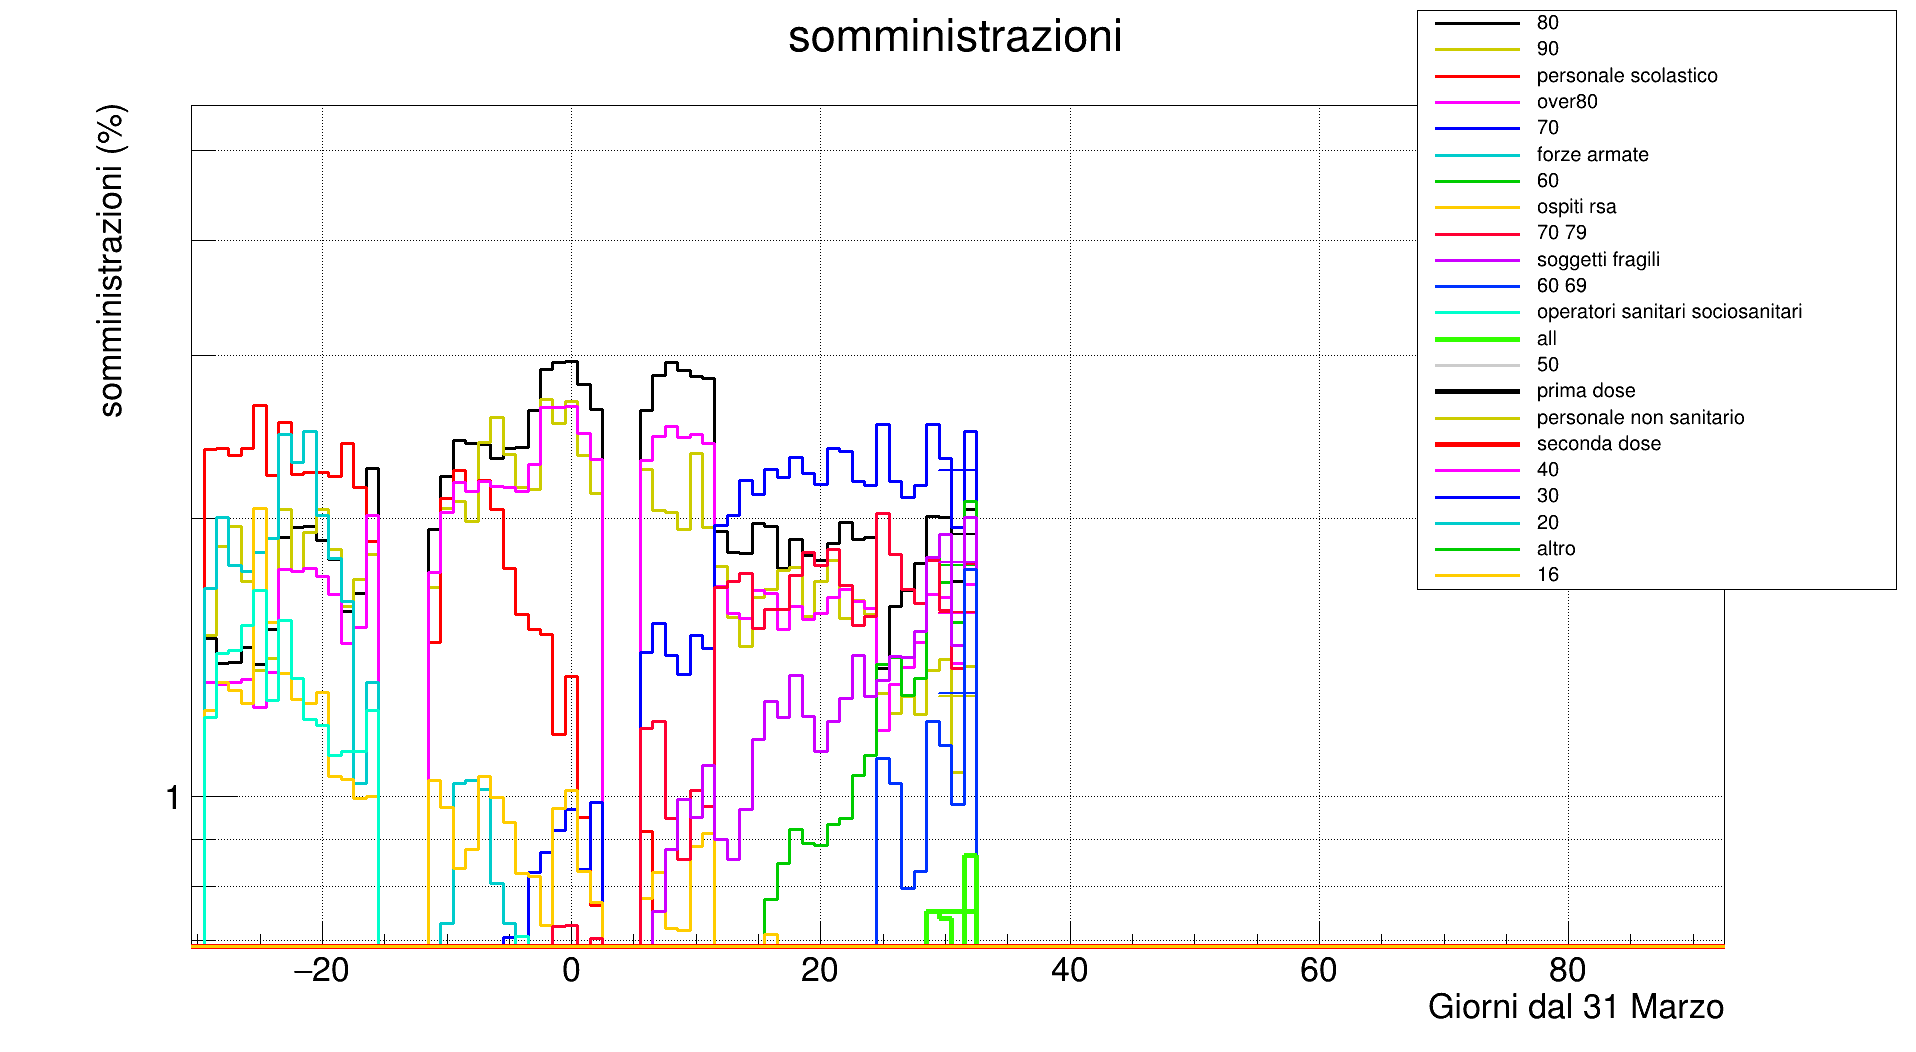 somministrazioni
somministrazioni (%)
1
−20 0 20 40 60 80
Giorni dal 31 Marzo
80
90
personale scolastico
over80
70
forze armate
60
ospiti rsa
70 79
soggetti fragili
60 69
operatori sanitari sociosanitari
all
50
prima dose
personale non sanitario
seconda dose
40
30
20
altro
16